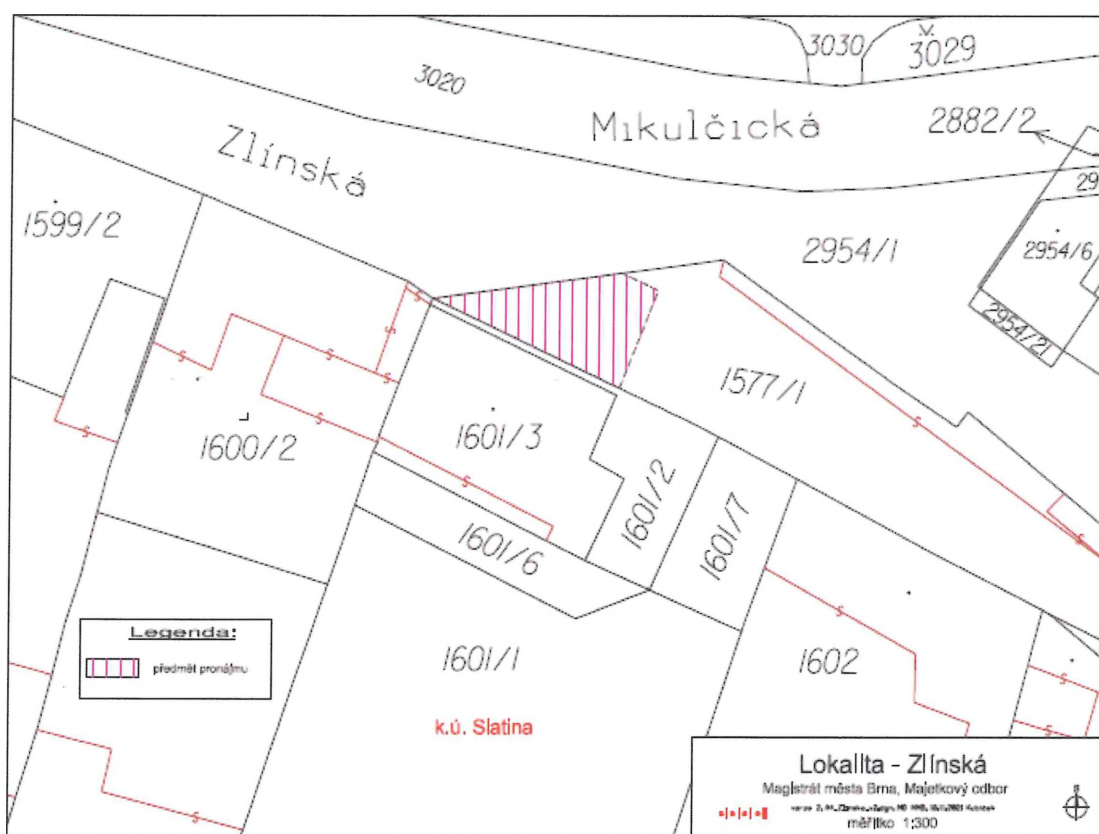 3030
3029
3020
Mikulčická
2882/2
Zlínská
1599/2
2954/1
29
2954/6
2954/21
1577/1
1600/2
1601/3
1601/2
1601/7
1601/6
Legenda:
předmět pronájmu
1601/1
1602
k.ú. Slatina
Lokalita - Zlínská
Magistrát města Brna, Majetkový odbor
měřítko 1:300